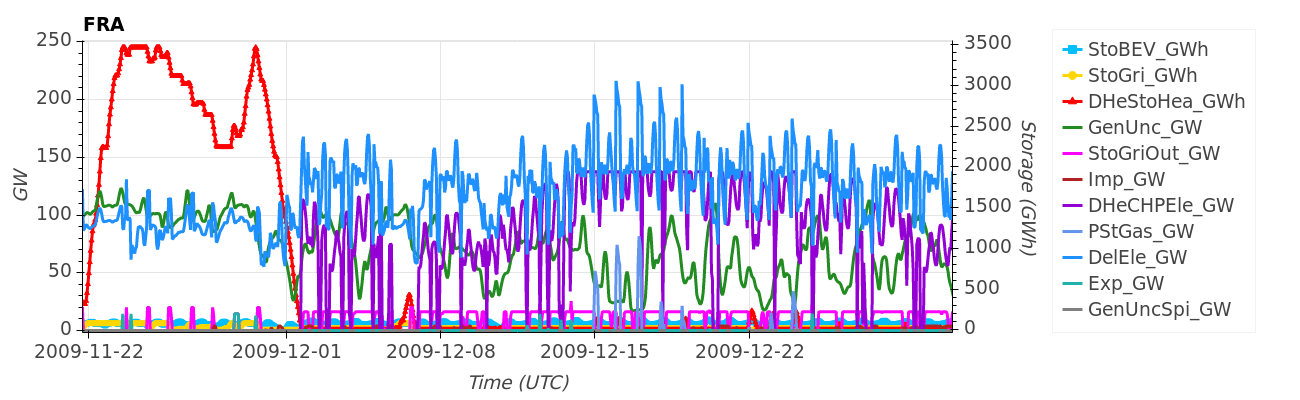 FRA
250
200
150
100
50
0
GW
3500
3000
2500
2000
1500
1000
500
0
Storage (GWh)
2009-11-22
2009-12-01
2009-12-08
2009-12-15
2009-12-22
Time (UTC)
StoBEV_GWh
StoGri_GWh
DHeStoHea_GWh
GenUnc_GW
StoGriOut_GW
Imp_GW
DHeCHPEle_GW
PStGas_GW
DelEle_GW
Exp_GW
GenUncSpi_GW